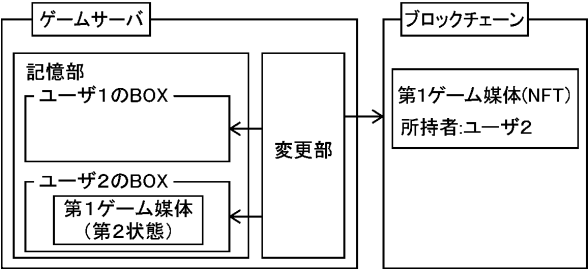 ゲームサーバ
記憶部
ユーザ1のBOX
ユーザ2のBOX
第1ゲーム媒体
(第2状態)
変更部
ブロックチェーン
第1ゲーム媒体(NFT)
所持者:ユーザ2